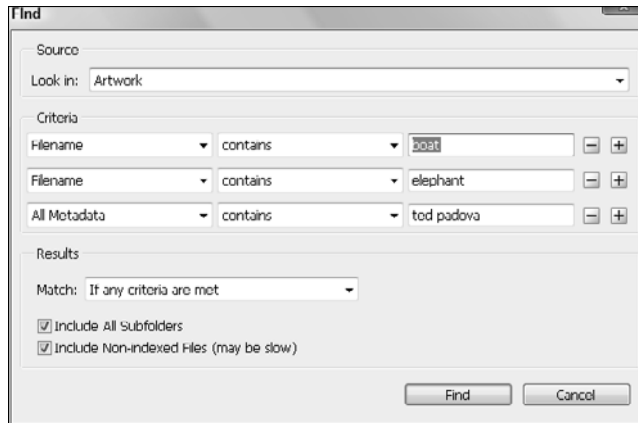 Find
Source
Look in: Artwork
Criteria
Filename contains boat
Filename contains elephant
All Metadata contains ted padova
Results
Match: If any criteria are met
Include All Subfolders
Include Non-indexed Files (may be slow)
Find Cancel